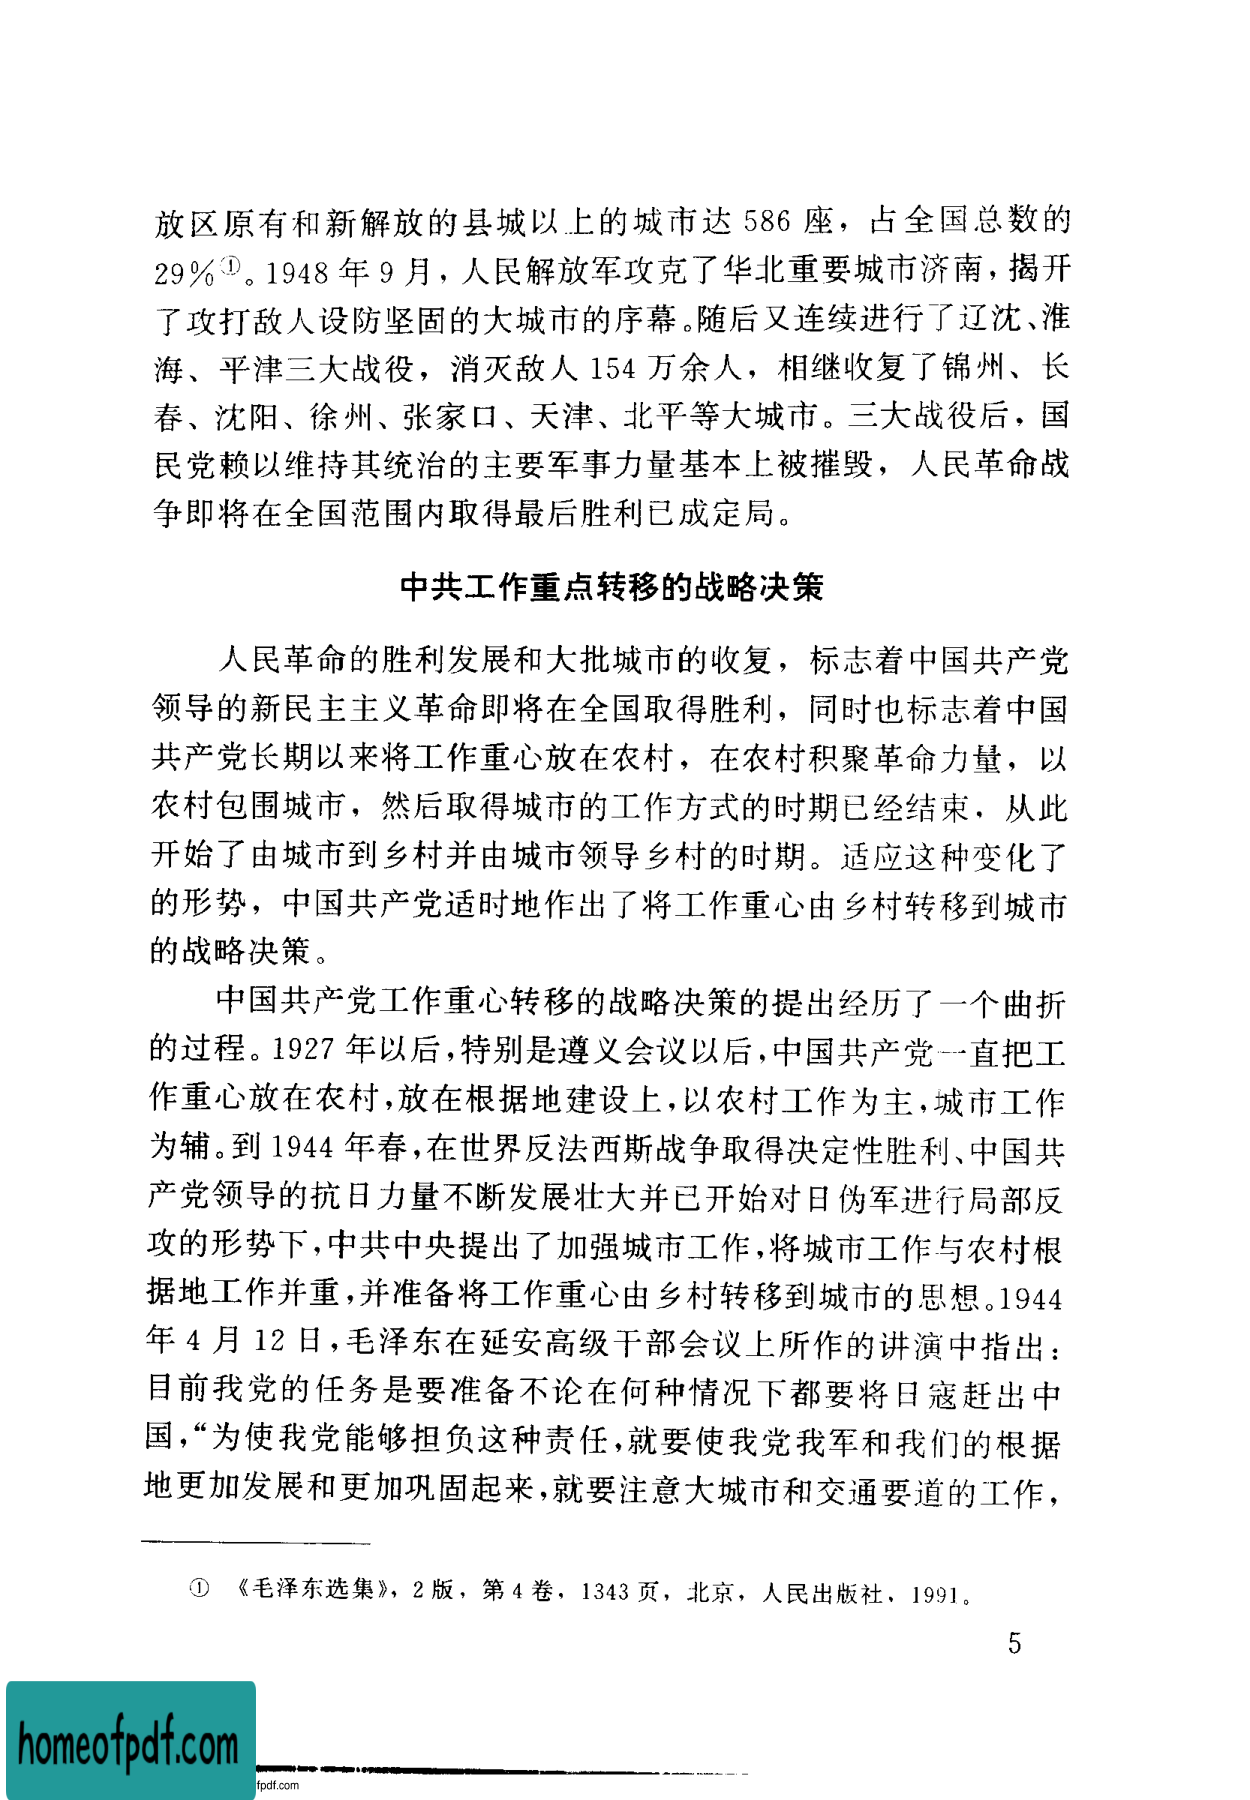 放区原有和新解放的县城以上的城市达 586 座，占全国总数的
29%①。1948 年 9 月，人民解放军攻克了华北重要城市济南，揭开
了攻打敌人设防坚固的大城市的序幕。随后又连续进行了辽沈、淮
海、平津三大战役，消灭敌人 154 万余人，相继收复了锦州、长
春、沈阳、徐州、张家口、天津、北平等大城市。三大战役后，国
民党赖以维持其统治的主要军事力量基本上被摧毁，人民革命战
争即将在全国范围内取得最后胜利已成定局。
中共工作重点转移的战略决策
人民革命的胜利发展和大批城市的收复，标志着中国共产党
领导的新民主主义革命即将在全国取得胜利，同时也标志着中国
共产党长期以来将工作重心放在农村，在农村积聚革命力量，以
农村包围城市，然后取得城市的工作方式的时期已经结束，从此
开始了由城市到乡村并由城市领导乡村的时期。适应这种变化了
的形势，中国共产党适时地作出了将工作重心由乡村转移到城市
的战略决策。
中国共产党工作重心转移的战略决策的提出经历了一个曲折
的过程。1927 年以后，特别是遵义会议以后，中国共产党一直把工
作重心放在农村，放在根据地建设上，以农村工作为主，城市工作
为辅。到 1944 年春，在世界反法西斯战争取得决定性胜利、中国共
产党领导的抗日力量不断发展壮大并已开始对日伪军进行局部反
攻的形势下，中共中央提出了加强城市工作，将城市工作与农村根
据地工作并重，并准备将工作重心由乡村转移到城市的思想。1944
年 4 月 12 日，毛泽东在延安高级干部会议上所作的讲演中指出：
目前我党的任务是要准备不论在何种情况下都要将日寇赶出中
国，“为使我党能够担负这种责任，就要使我党我军和我们的根据
地更加发展和更加巩固起来，就要注意大城市和交通要道的工作，
① 《毛泽东选集》，2 版，第 4 卷，1343 页，北京，人民出版社，1991。
5
homeofpdf.com
fpdf.com